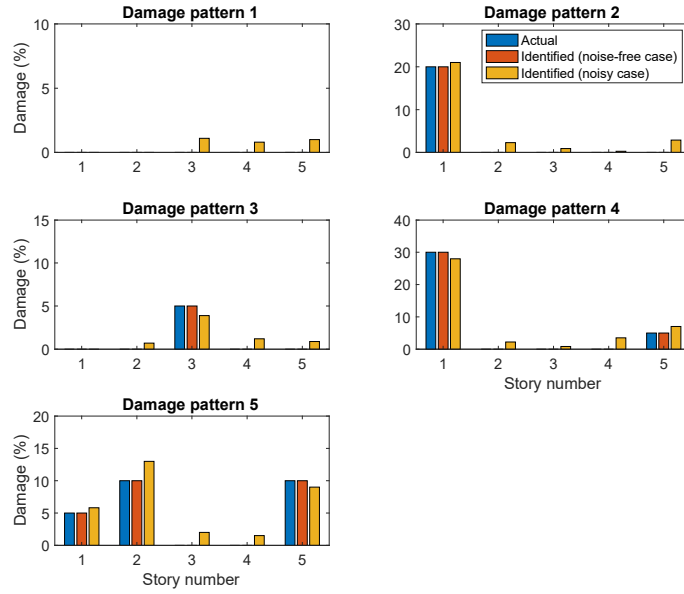 Damage pattern 1
Damage (%)
10
5
0
1 2 3 4 5
Damage pattern 2
30
20
10
0
1 2 3 4 5
Actual
Identified (noise-free case)
Identified (noisy case)
Damage pattern 3
Damage (%)
15
10
5
0
1 2 3 4 5
Damage pattern 4
40
30
20
10
0
1 2 3 4 5
Story number
Damage pattern 5
Damage (%)
20
15
10
5
0
1 2 3 4 5
Story number